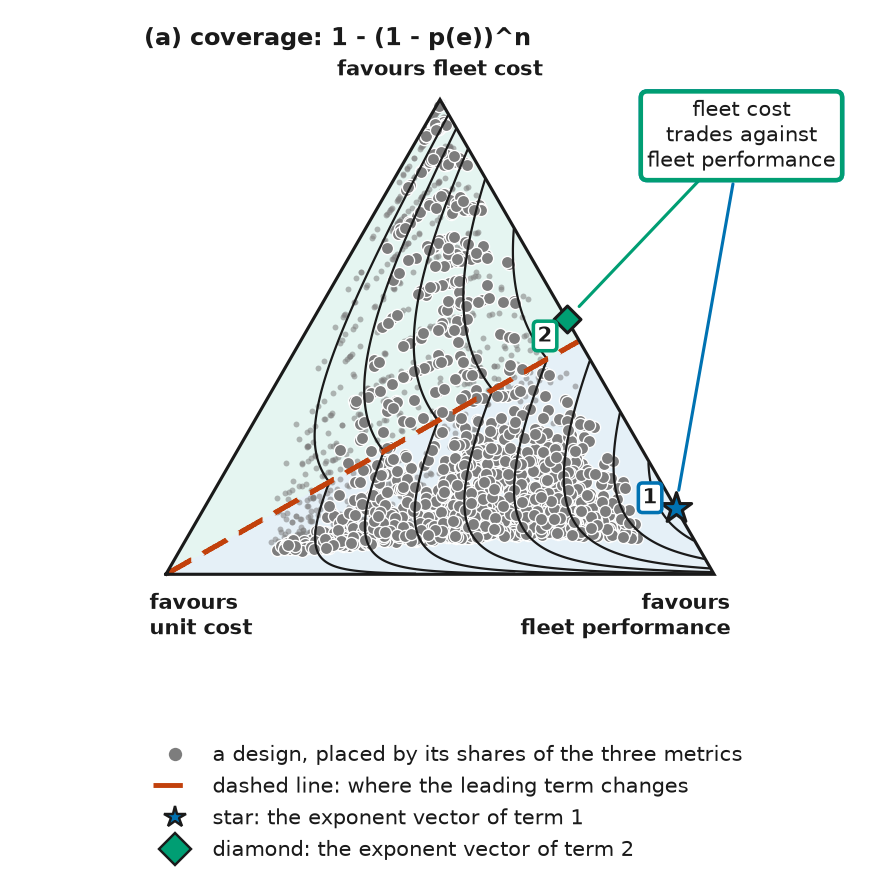 (a) coverage: 1 - (1 - p(e))^n
favours fleet cost
fleet cost
trades against
fleet performance
2
1
favours
unit cost
favours
fleet performance
a design, placed by its shares of the three metrics
dashed line: where the leading term changes
star: the exponent vector of term 1
diamond: the exponent vector of term 2